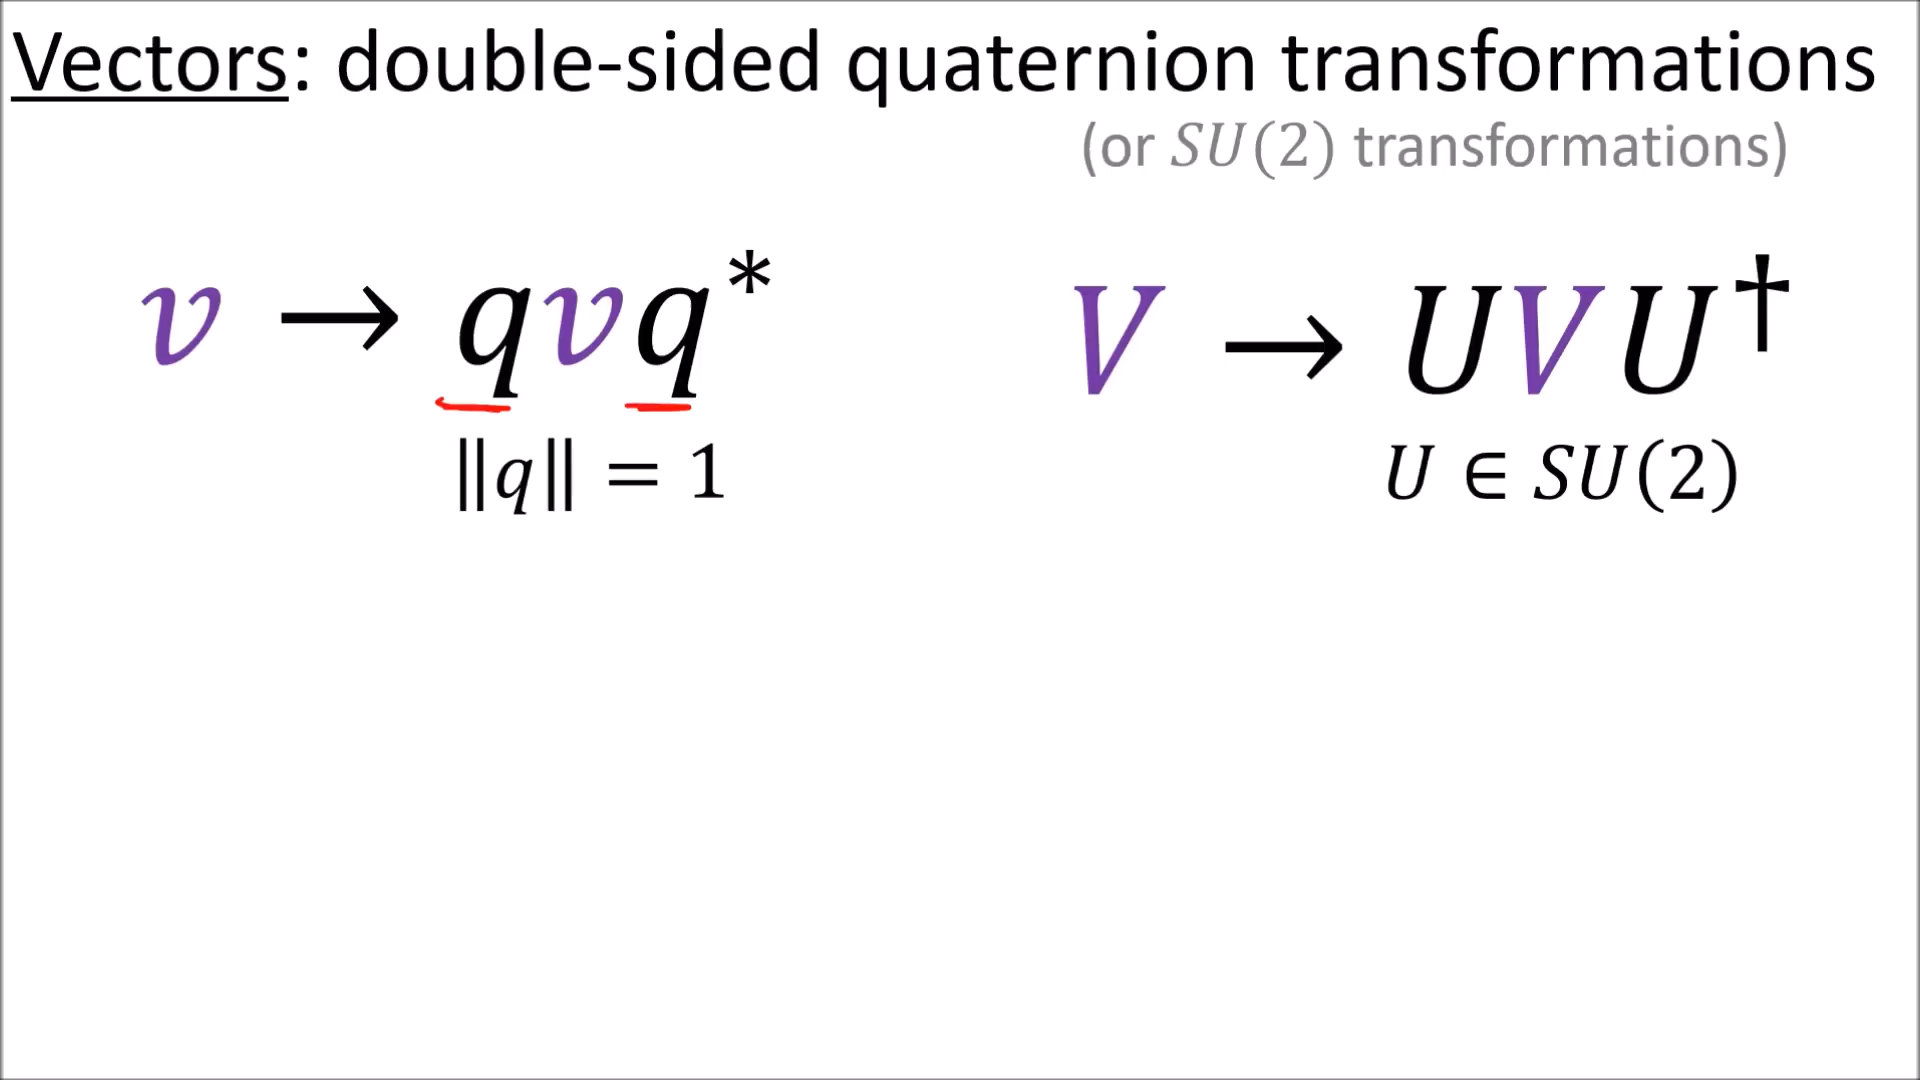 Vectors: double-sided quaternion transformations
(or SU(2) transformations)
v → qvq*
V → UVU†
‖q‖ = 1
U ∈ SU(2)